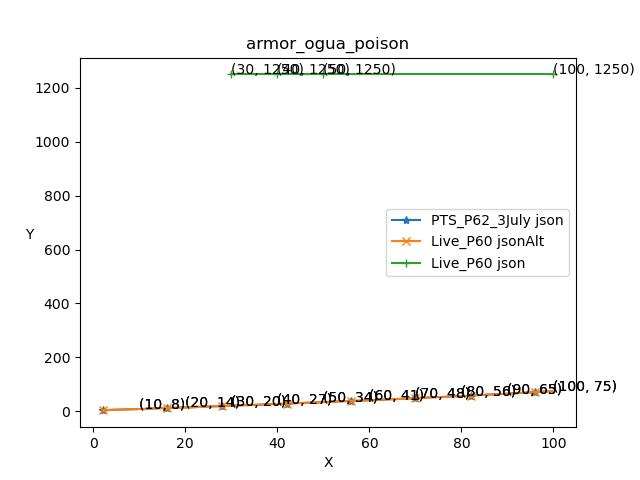 armor_ogua_poison
(30, 1250) (40, 1250) (50, 1250) (100, 1250)
1200
1000
800
600
400
200
0
Y
PTS_P62_3July json
Live_P60 jsonAlt
Live_P60 json
(10, 8) (20, 14) (30, 20) (40, 27) (50, 34) (60, 41) (70, 48) (80, 56) (90, 65) (100, 75)
0 20 40 60 80 100
X